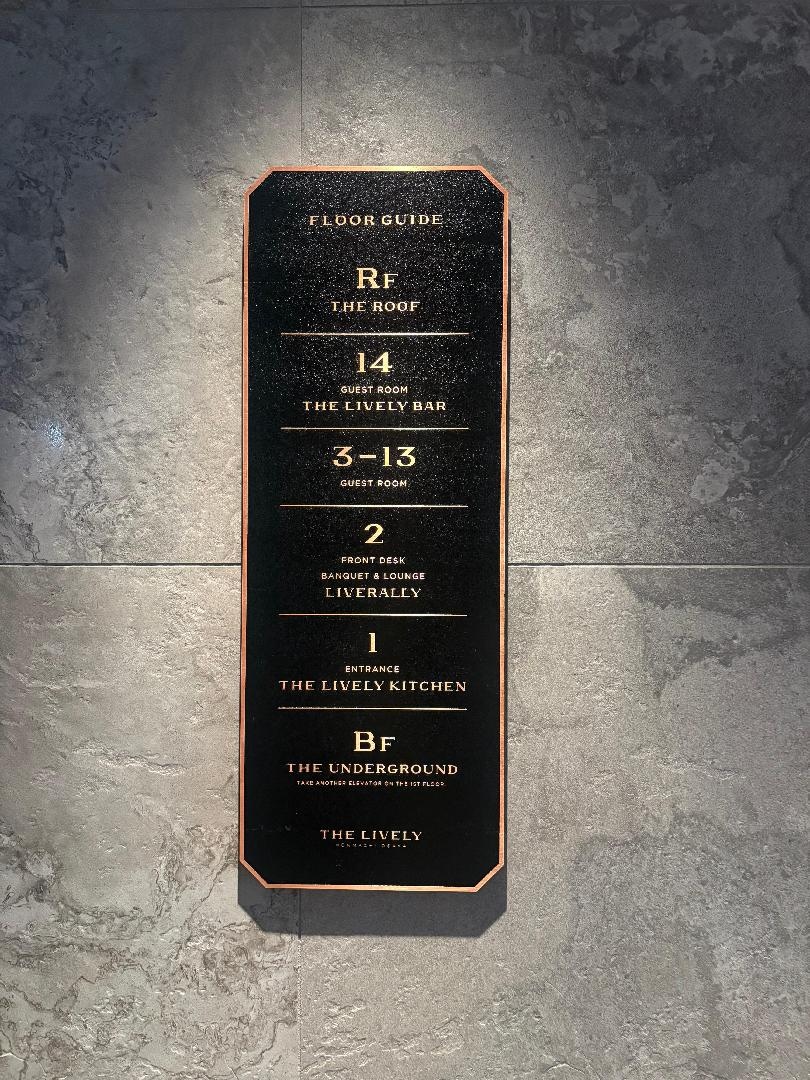 FLOOR GUIDE
RF
THE ROOF
14
GUEST ROOM
THE LIVELY BAR
3–13
GUEST ROOM
2
FRONT DESK
BANQUET & LOUNGE
LIVERALLY
1
ENTRANCE
THE LIVELY KITCHEN
BF
THE UNDERGROUND
TAKE ANOTHER ELEVATOR ON THE 1ST FLOOR
THE LIVELY
HONMACHI OSAKA